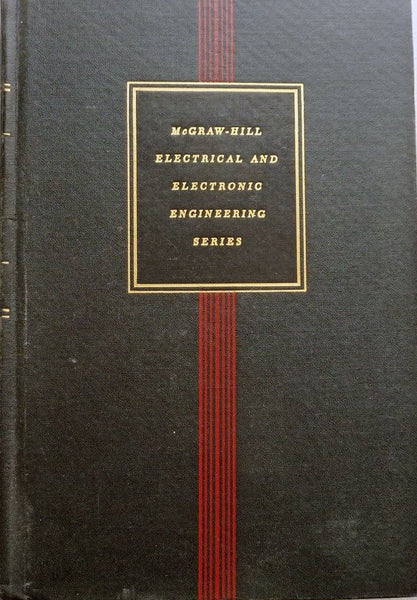 McGRAW-HILL
ELECTRICAL AND
ELECTRONIC
ENGINEERING
SERIES